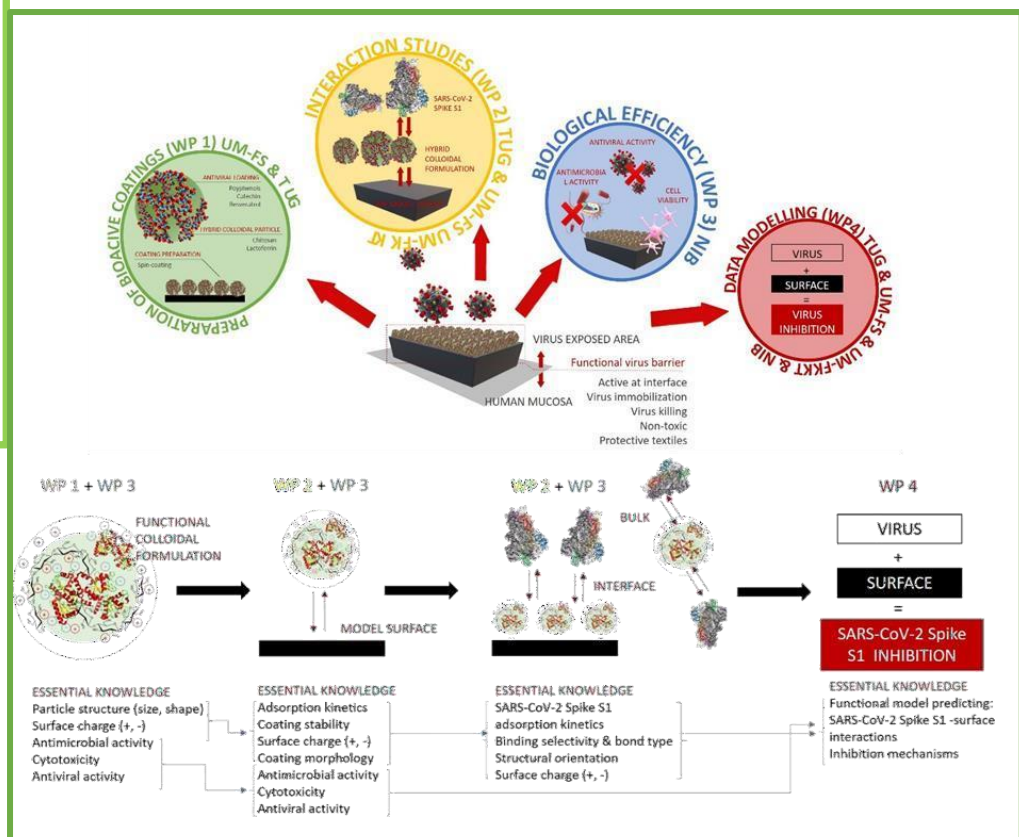 PREPARATION OF BIOACIVE COATINGS (WP 1) UM-FS & T UG
ANTIVIRAL LOADING
Polyphenols
Catechin
Resveratrol
HYBRID COLLOIDAL PARTICLE
Chitosan
Lactoferrin
COATING PREPARATION
Spin-coating
INTERACTION STUDIES (WP 2) TUG & UM-FS UM-FK KT
SARS-CoV-2
SPIKE S1
HYBRID
COLLOIDAL
FORMULATION
BIOLOGICAL EFFICIENCY (WP 3) NIB
ANTIVIRAL ACTIVITY
ANTIMICROBIA
L ACTIVITY
CELL
VIABILITY
DATA MODELLING (WP4) TUG & UM-FS & UM-FKKT & NIB
VIRUS
+
SURFACE
=
VIRUS
INHIBITION
VIRUS EXPOSED AREA
Functional virus barrier
HUMAN MUCOSA
Active at interface
Virus immobilization
Virus killing
Non-toxic
Protective textiles
WP 1 + WP 3
FUNCTIONAL
COLLOIDAL
FORMULATION
ESSENTIAL KNOWLEDGE
Particle structure (size, shape)
Surface charge (+, -)
Antimicrobial activity
Cytotoxicity
Antiviral activity
WP 2 + WP 3
MODEL SURFACE
ESSENTIAL KNOWLEDGE
Adsorption kinetics
Coating stability
Surface charge (+, -)
Coating morphology
Antimicrobial activity
Cytotoxicity
Antiviral activity
WP 2 + WP 3
BULK
INTERFACE
ESSENTIAL KNOWLEDGE
SARS-CoV-2 Spike S1
adsorption kinetics
Binding selectivity & bond type
Structural orientation
Surface charge (+, -)
WP 4
VIRUS
+
SURFACE
=
SARS-CoV-2 Spike
S1 INHIBITION
ESSENTIAL KNOWLEDGE
Functional model predicting:
SARS-CoV-2 Spike S1 -surface
interactions
Inhibition mechanisms